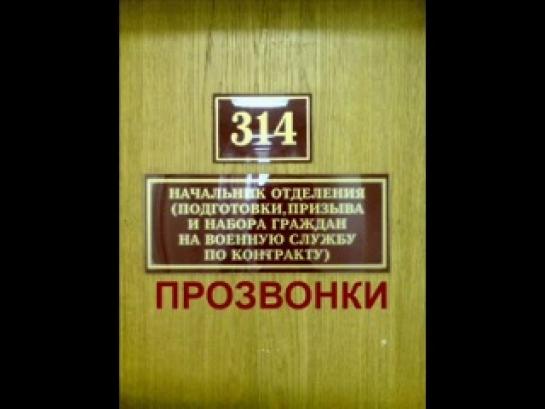 314
НАЧАЛЬНИК ОТДЕЛЕНИЯ
(ПОДГОТОВКИ, ПРИЗЫВА
И НАБОРА ГРАЖДАН
НА ВОЕННУЮ СЛУЖБУ
ПО КОНТРАКТУ)
ПРОЗВОНКИ